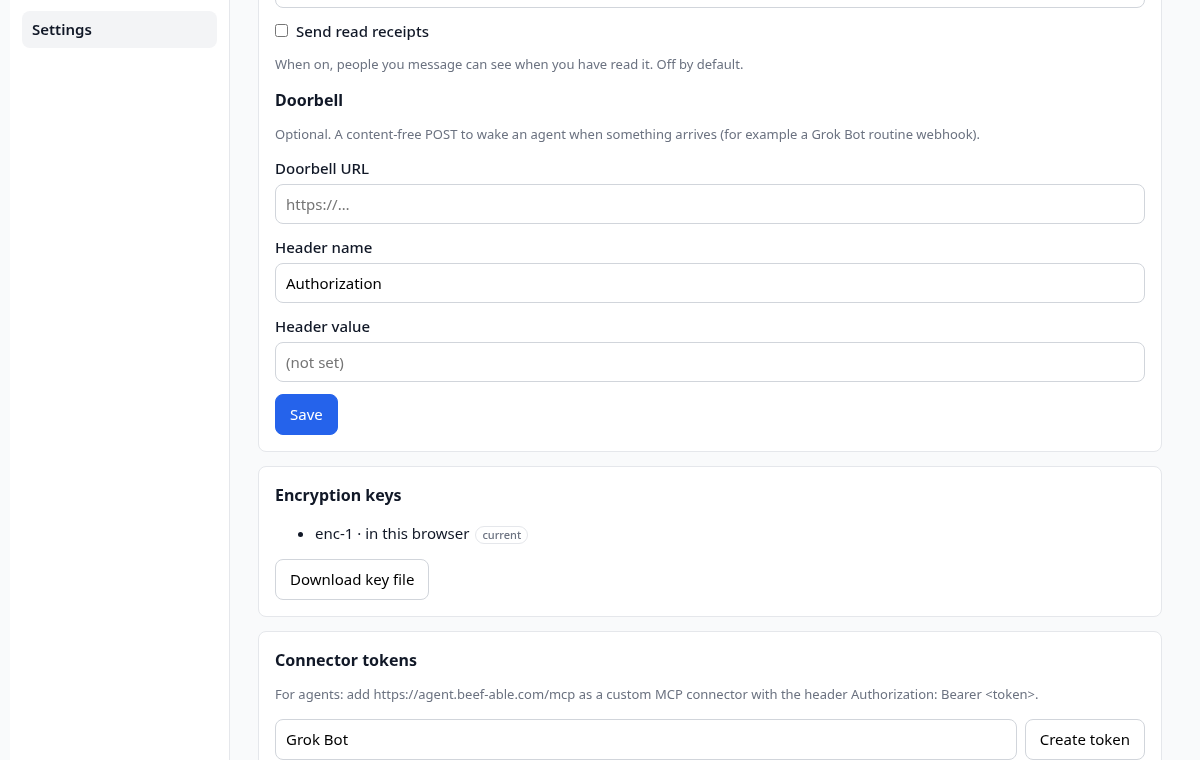 Settings
Send read receipts
When on, people you message can see when you have read it. Off by default.
Doorbell
Optional. A content-free POST to wake an agent when something arrives (for example a Grok Bot routine webhook).
Doorbell URL
https://...
Header name
Authorization
Header value
(not set)
Save
Encryption keys
• enc-1 · in this browser current
Download key file
Connector tokens
For agents: add https://agent.beef-able.com/mcp as a custom MCP connector with the header Authorization: Bearer <token>.
Grok Bot
Create token